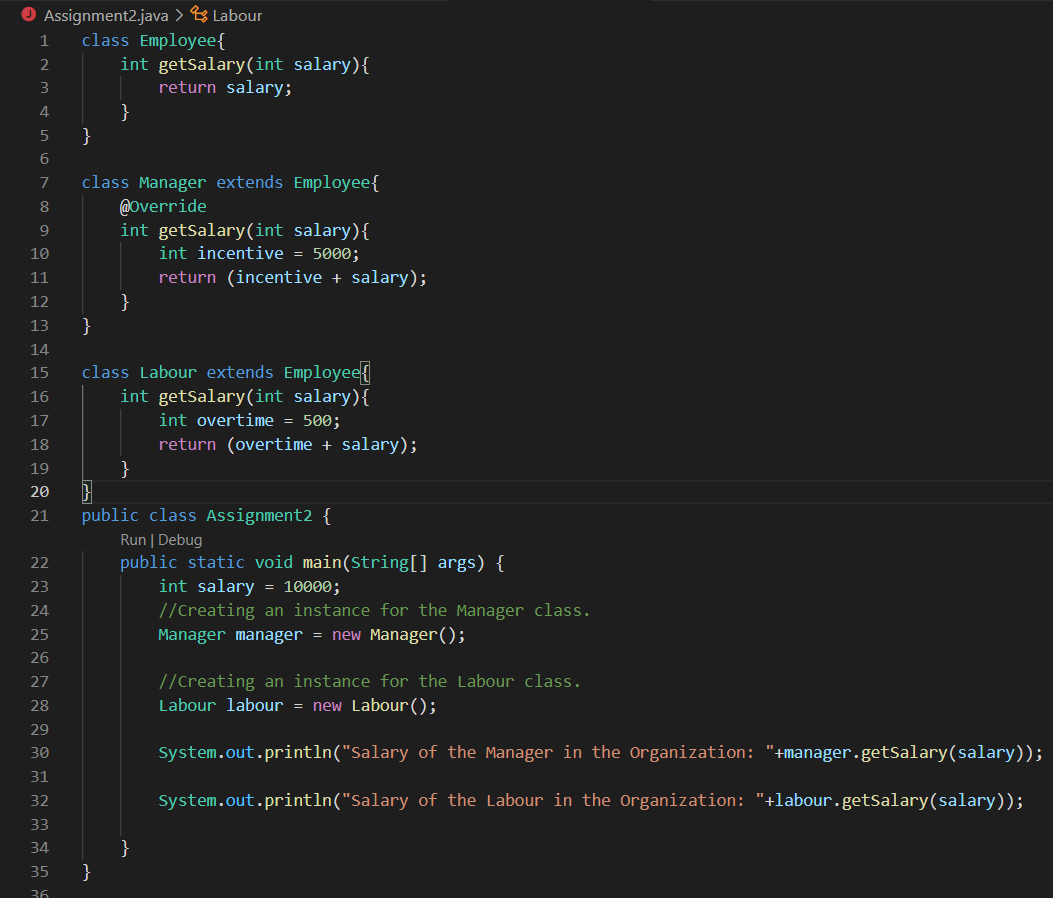 Assignment2.java > Labour
1 class Employee{
2 int getSalary(int salary){
3 return salary;
4 }
5 }
6
7 class Manager extends Employee{
8 @Override
9 int getSalary(int salary){
10 int incentive = 5000;
11 return (incentive + salary);
12 }
13 }
14
15 class Labour extends Employee{
16 int getSalary(int salary){
17 int overtime = 500;
18 return (overtime + salary);
19 }
20 }
21 public class Assignment2 {
Run | Debug
22 public static void main(String[] args) {
23 int salary = 10000;
24 //Creating an instance for the Manager class.
25 Manager manager = new Manager();
26
27 //Creating an instance for the Labour class.
28 Labour labour = new Labour();
29
30 System.out.println("Salary of the Manager in the Organization: "+manager.getSalary(salary));
31
32 System.out.println("Salary of the Labour in the Organization: "+labour.getSalary(salary));
33
34 }
35 }
36